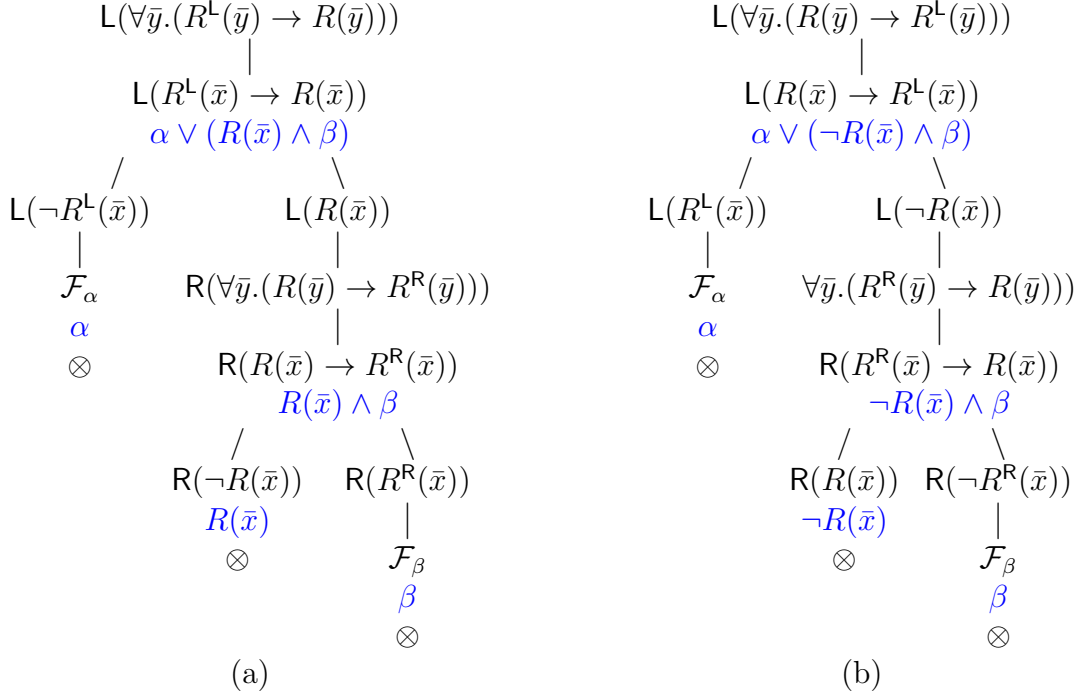 L(∀ȳ.(R^L(ȳ) → R(ȳ)))
L(R^L(x̄) → R(x̄))
α ∨ (R(x̄) ∧ β)
L(¬R^L(x̄))
L(R(x̄))
F_α
R(∀ȳ.(R(ȳ) → R^R(ȳ)))
α
⊗
R(R(x̄) → R^R(x̄))
R(x̄) ∧ β
R(¬R(x̄))
R(R^R(x̄))
R(x̄)
⊗
F_β
β
⊗
(a)
L(∀ȳ.(R(ȳ) → R^L(ȳ)))
L(R(x̄) → R^L(x̄))
α ∨ (¬R(x̄) ∧ β)
L(R^L(x̄))
L(¬R(x̄))
F_α
∀ȳ.(R^R(ȳ) → R(ȳ)))
α
⊗
R(R^R(x̄) → R(x̄))
¬R(x̄) ∧ β
R(R(x̄))
R(¬R^R(x̄))
¬R(x̄)
⊗
F_β
β
⊗
(b)